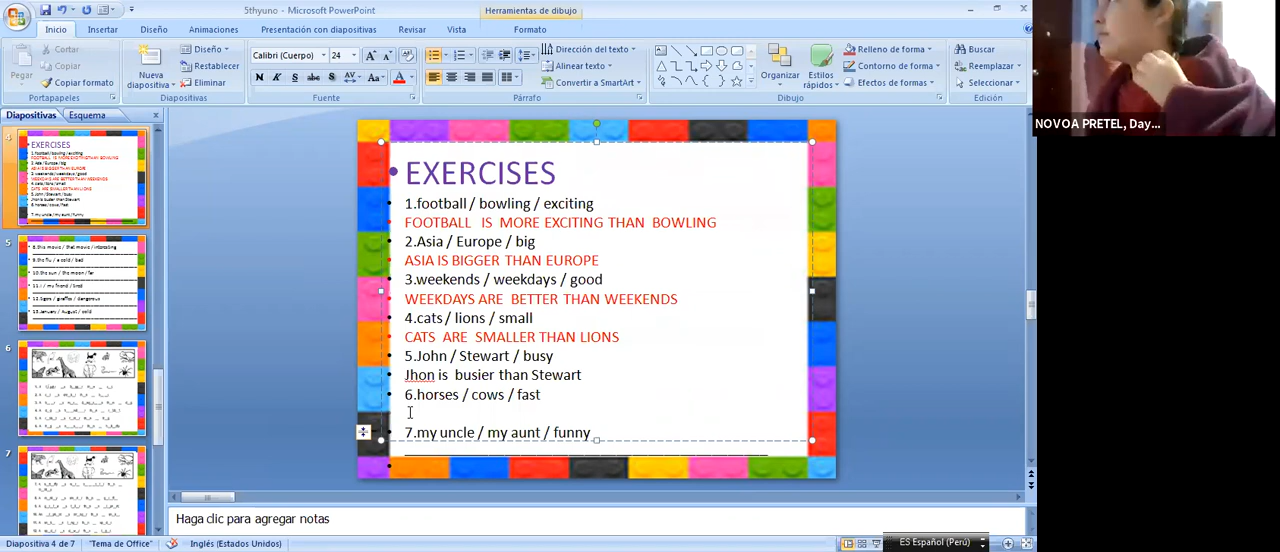 5thyuno - Microsoft PowerPoint
Herramientas de dibujo
Inicio Insertar Diseño Animaciones Presentación con diapositivas Revisar Vista Formato
Cortar
Copiar
Copiar formato
Pegar
Portapapeles
Nueva diapositiva
Diseño
Restablecer
Eliminar
Diapositivas
Calibri (Cuerpo) 24
Fuente
Dirección del texto
Alinear texto
Convertir a SmartArt
Párrafo
Organizar
Estilos rápidos
Relleno de forma
Contorno de forma
Efectos de formas
Dibujo
Buscar
Reemplazar
Seleccionar
Edición
NOVOA PRETEL, Day...
Diapositivas Esquema
4
5
6
7
EXERCISES
1.football / bowling / exciting
FOOTBALL IS MORE EXCITING THAN BOWLING
2.Asia / Europe / big
ASIA IS BIGGER THAN EUROPE
3.weekends / weekdays / good
WEEKDAYS ARE BETTER THAN WEEKENDS
4.cats / lions / small
CATS ARE SMALLER THAN LIONS
5.John / Stewart / busy
Jhon is busier than Stewart
6.horses / cows / fast
7.my uncle / my aunt / funny
Haga clic para agregar notas
Diapositiva 4 de 7 "Tema de Office" Inglés (Estados Unidos) ES Español (Perú)